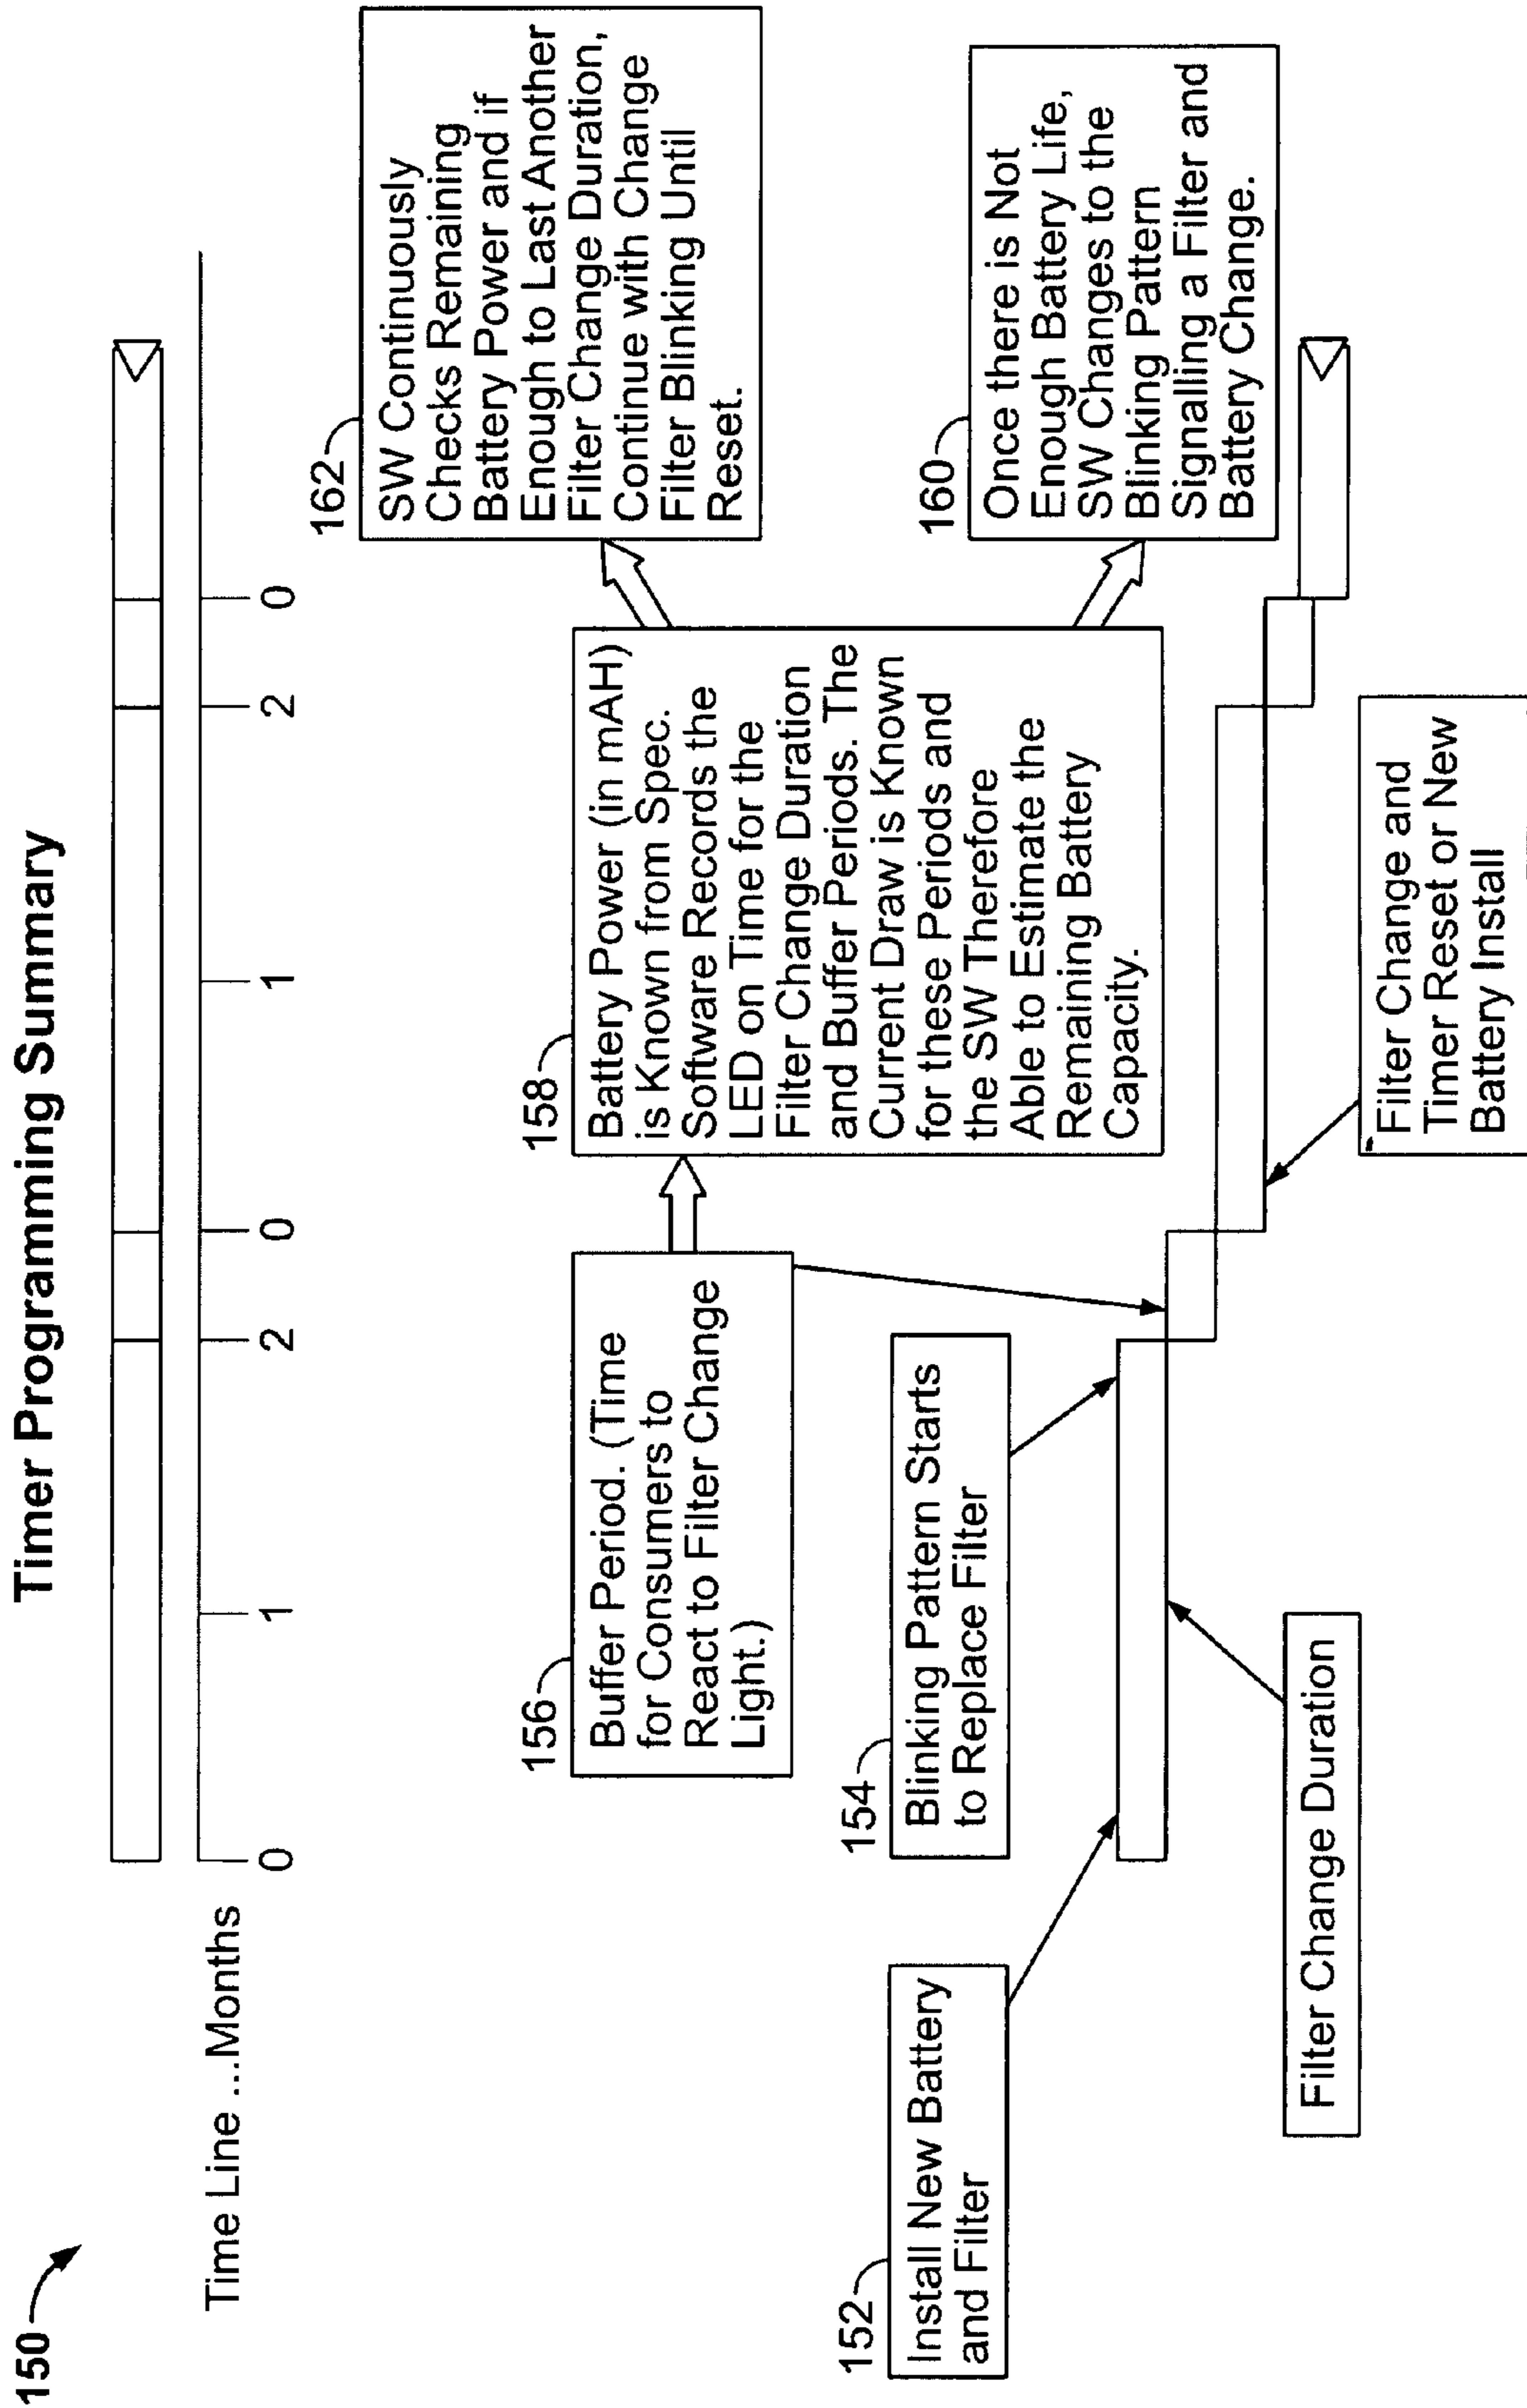 150
Timer Programming Summary
Time Line ...Months
0
1
2
0
1
2
0
162
SW Continuously
Checks Remaining
Battery Power and if
Enough to Last Another
Filter Change Duration,
Continue with Change
Filter Blinking Until
Reset.
156
Buffer Period. (Time
for Consumers to
React to Filter Change
Light.)
158
Battery Power (in mAH)
is Known from Spec.
Software Records the
LED on Time for the
Filter Change Duration
and Buffer Periods. The
Current Draw is Known
for these Periods and
the SW Therefore
Able to Estimate the
Remaining Battery
Capacity.
160
Once there is Not
Enough Battery Life,
SW Changes to the
Blinking Pattern
Signalling a Filter and
Battery Change.
152
Install New Battery
and Filter
154
Blinking Pattern Starts
to Replace Filter
Filter Change Duration
Filter Change and
Timer Reset or New
Battery Install